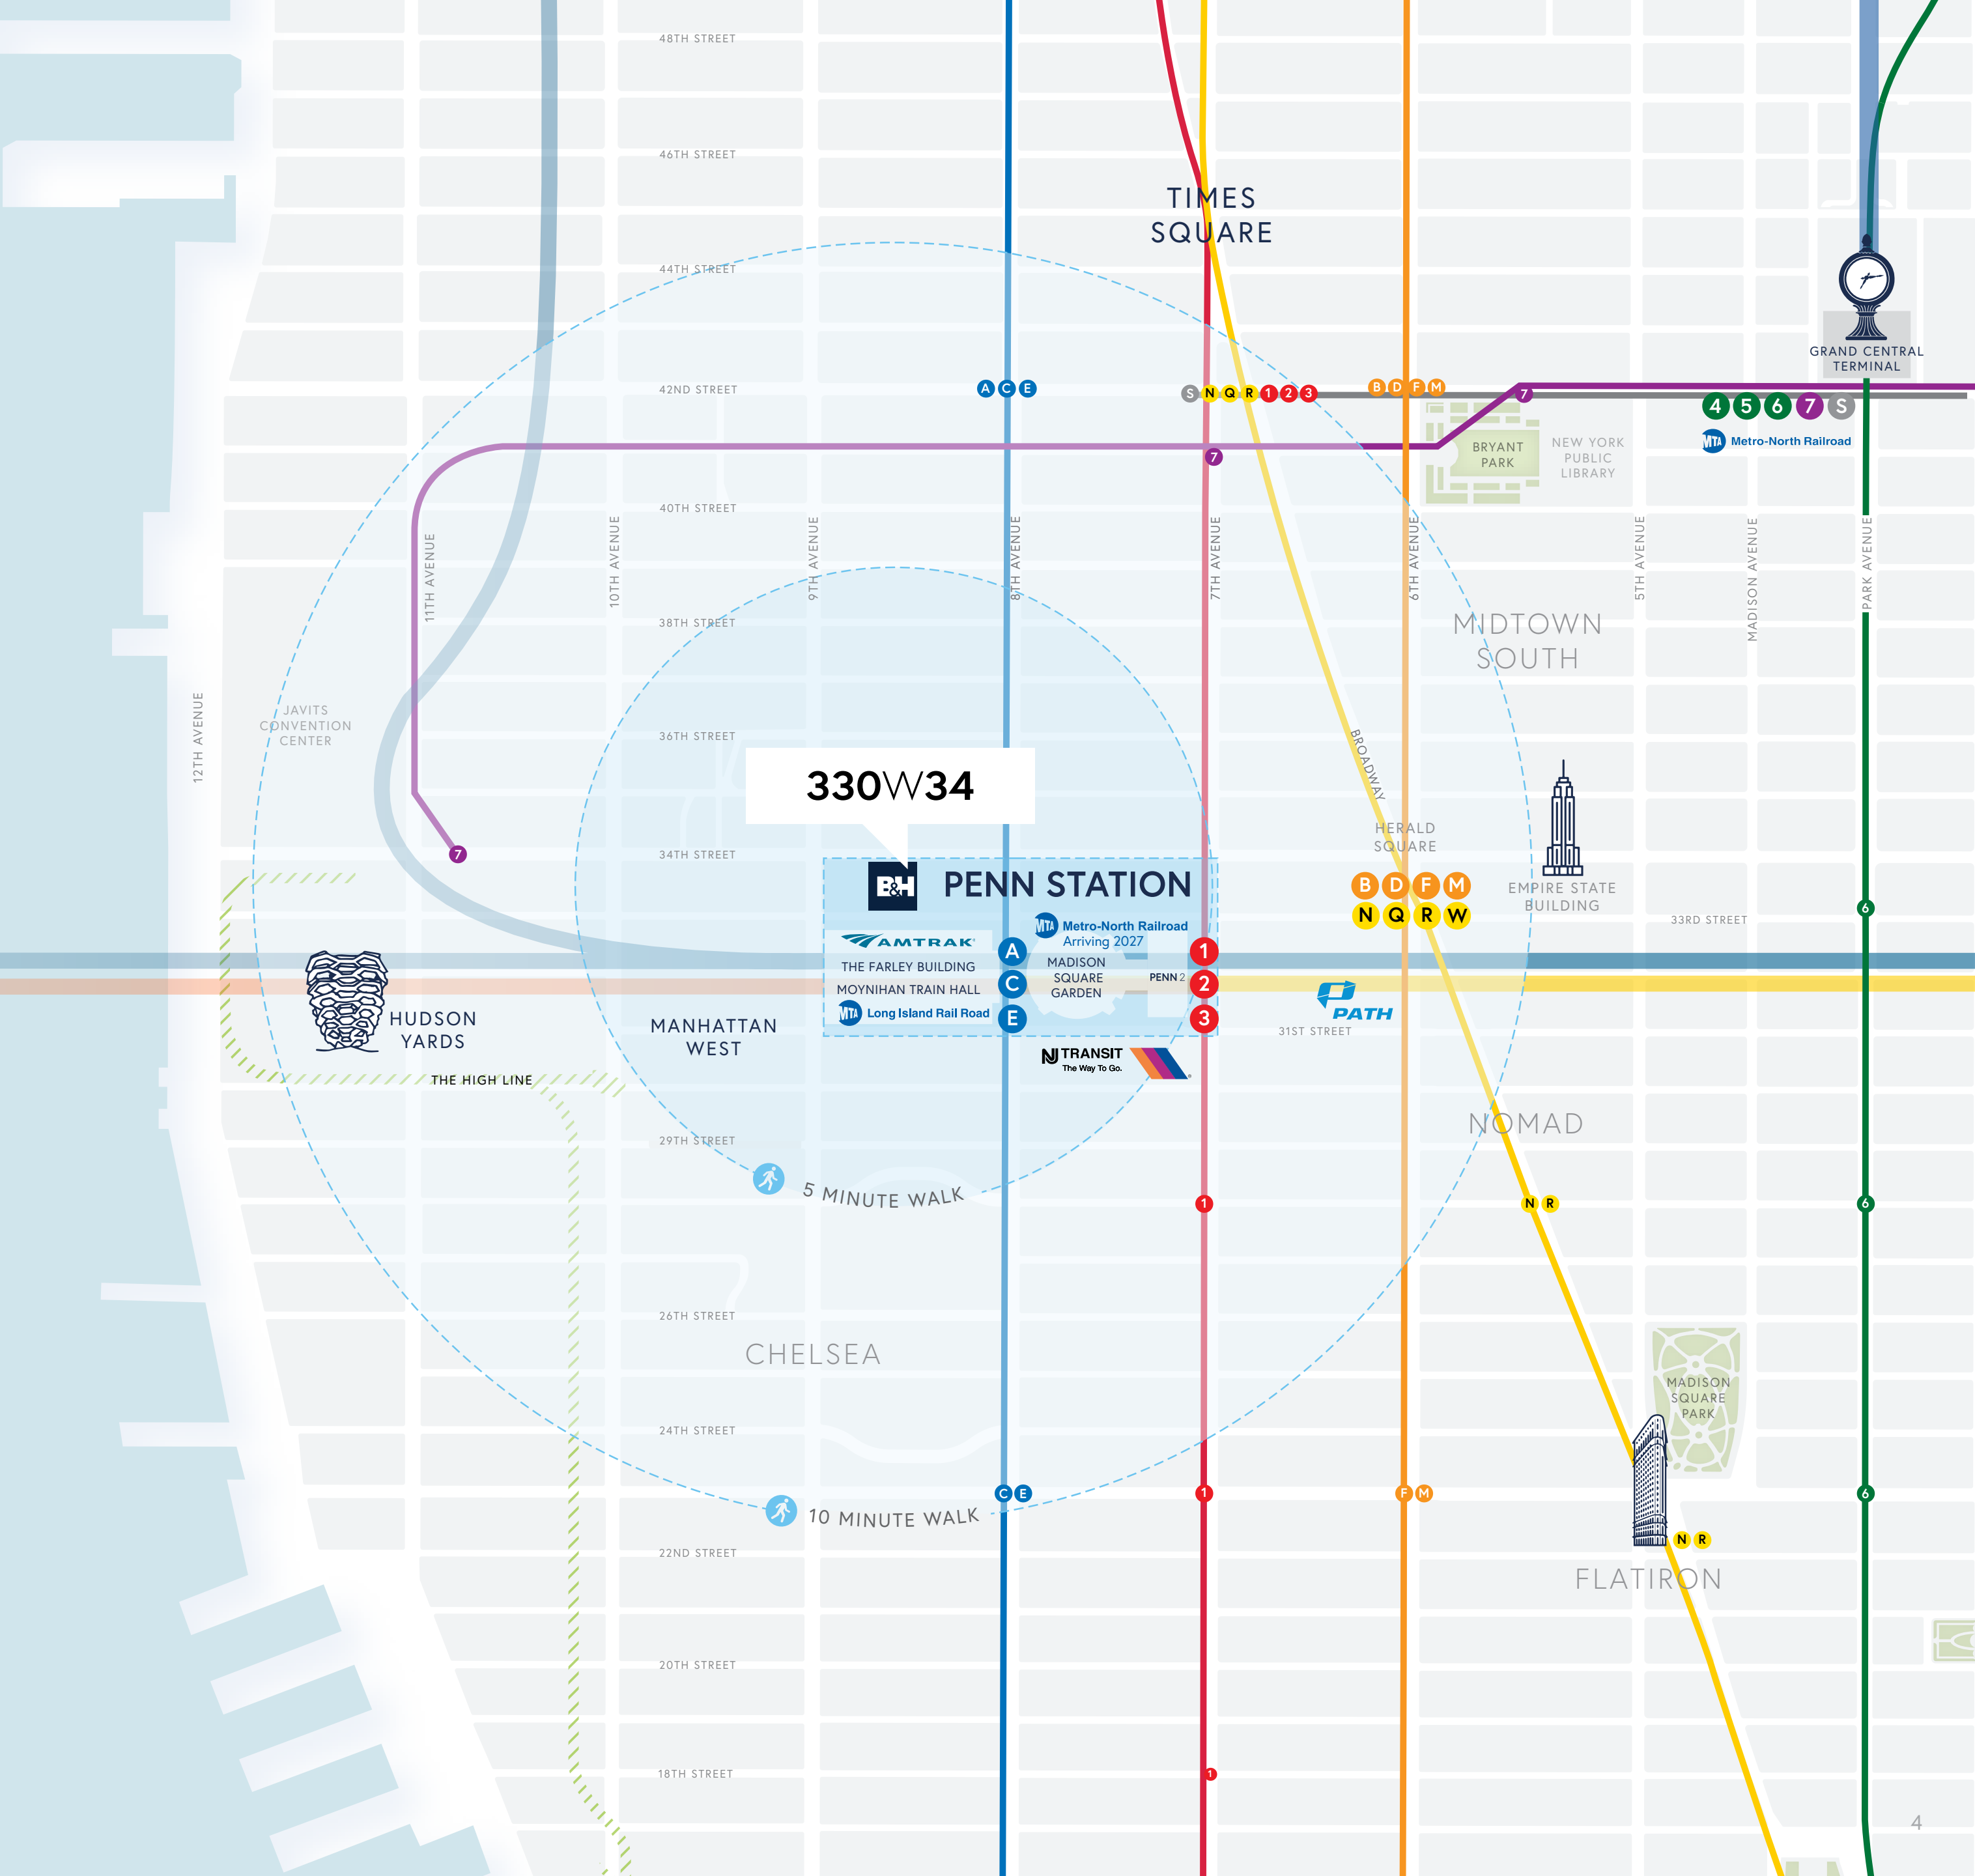 48TH STREET
46TH STREET
TIMES
SQUARE
44TH STREET
GRAND CENTRAL
TERMINAL
42ND STREET
A C E
S N Q R 1 2 3
B D F M
7
4 5 6 7 S
MTA Metro-North Railroad
BRYANT
PARK
NEW YORK
PUBLIC
LIBRARY
7
40TH STREET
11TH AVENUE
10TH AVENUE
9TH AVENUE
8TH AVENUE
7TH AVENUE
6TH AVENUE
5TH AVENUE
MADISON AVENUE
PARK AVENUE
38TH STREET
MIDTOWN
SOUTH
12TH AVENUE
JAVITS
CONVENTION
CENTER
36TH STREET
BROADWAY
330W34
HERALD
SQUARE
34TH STREET
7
B&H
PENN STATION
B D F M
N Q R W
EMPIRE STATE
BUILDING
33RD STREET
6
MTA Metro-North Railroad
Arriving 2027
AMTRAK
THE FARLEY BUILDING
MOYNIHAN TRAIN HALL
MTA Long Island Rail Road
A
C
E
MADISON
SQUARE
GARDEN
PENN 2
1
2
3
PATH
31ST STREET
HUDSON
YARDS
MANHATTAN
WEST
NJ TRANSIT
The Way To Go.
THE HIGH LINE
NOMAD
29TH STREET
5 MINUTE WALK
1
N R
6
26TH STREET
CHELSEA
MADISON
SQUARE
PARK
24TH STREET
10 MINUTE WALK
C E
1
F M
6
N R
22ND STREET
FLATIRON
20TH STREET
18TH STREET
1
4